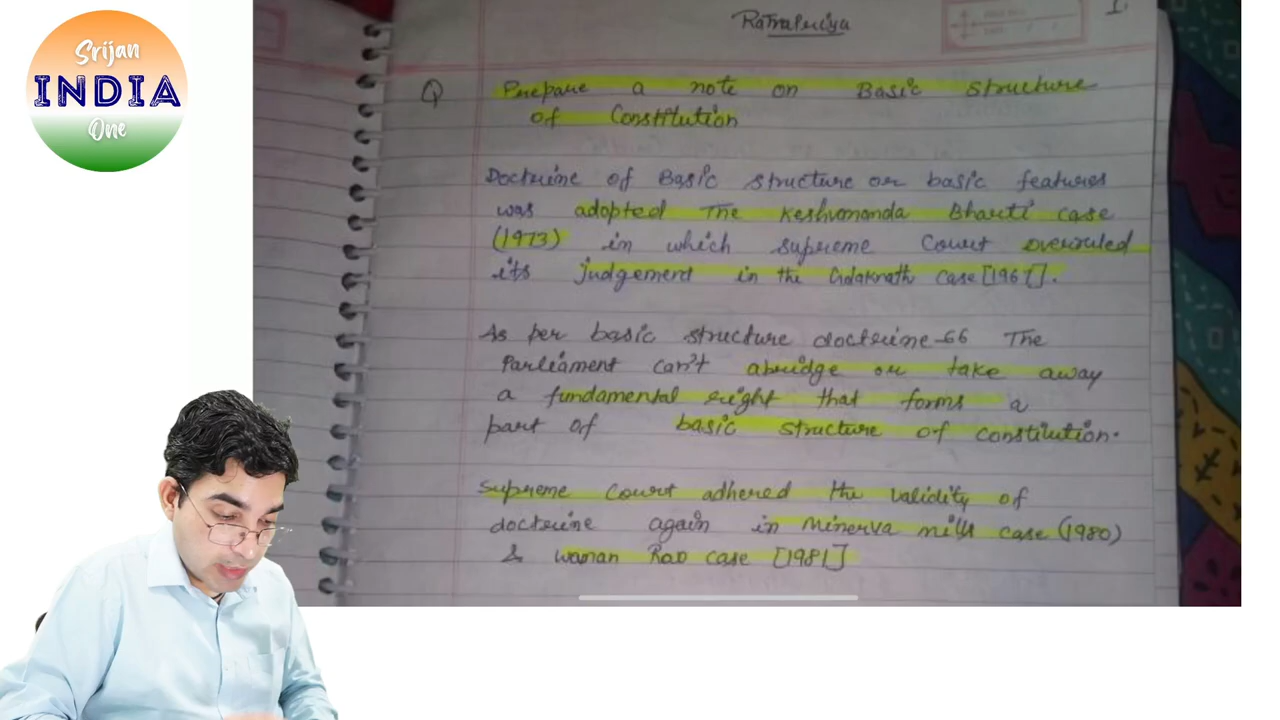 Srijan
INDIA
One
Ratnapriya
1.
Q Prepare a note on Basic structure
of Constitution
Doctrine of Basic structure or basic features
was adopted The Keshvananda Bharti case
(1973) in which supreme Court overruled
its judgement in the Golaknath case [1967].
As per basic structure doctrine - The
Parliament can't abridge or take away
a fundamental right that forms a
part of basic structure of constitution.
Supreme Court adhered the validity of
doctrine again in Minerva mills case (1980)
& waman Rao case [1981]